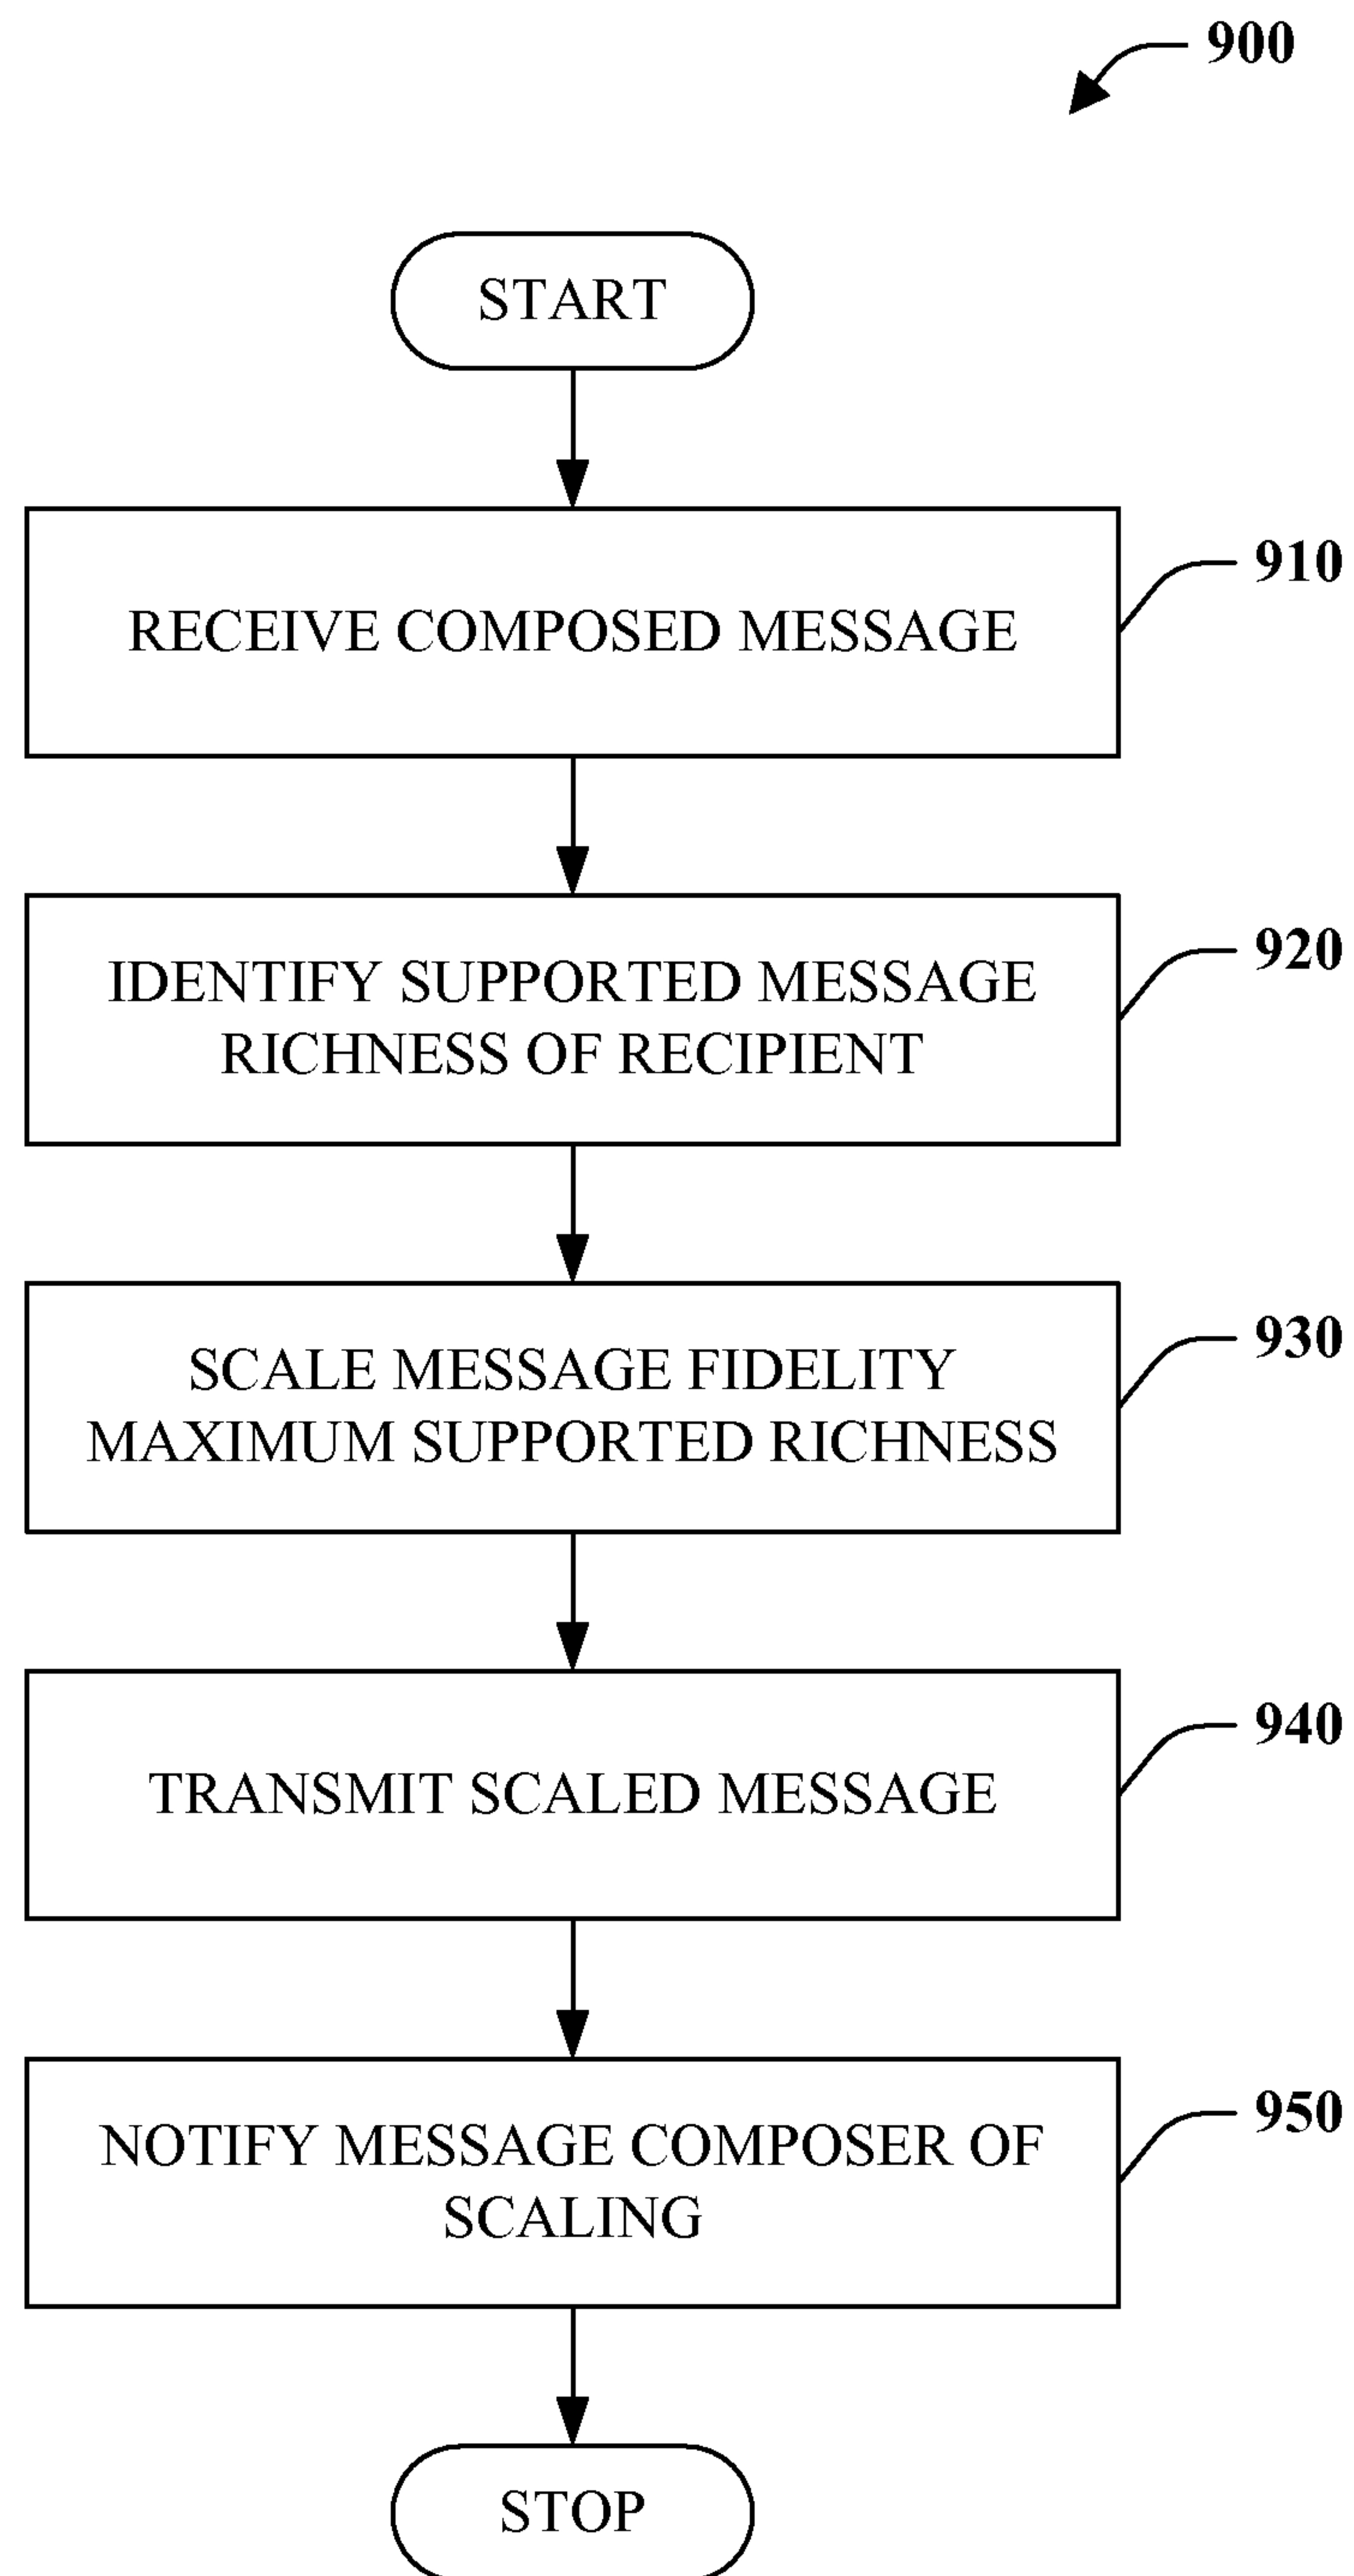 900
START
RECEIVE COMPOSED MESSAGE
910
IDENTIFY SUPPORTED MESSAGE
RICHNESS OF RECIPIENT
920
SCALE MESSAGE FIDELITY
MAXIMUM SUPPORTED RICHNESS
930
TRANSMIT SCALED MESSAGE
940
NOTIFY MESSAGE COMPOSER OF
SCALING
950
STOP